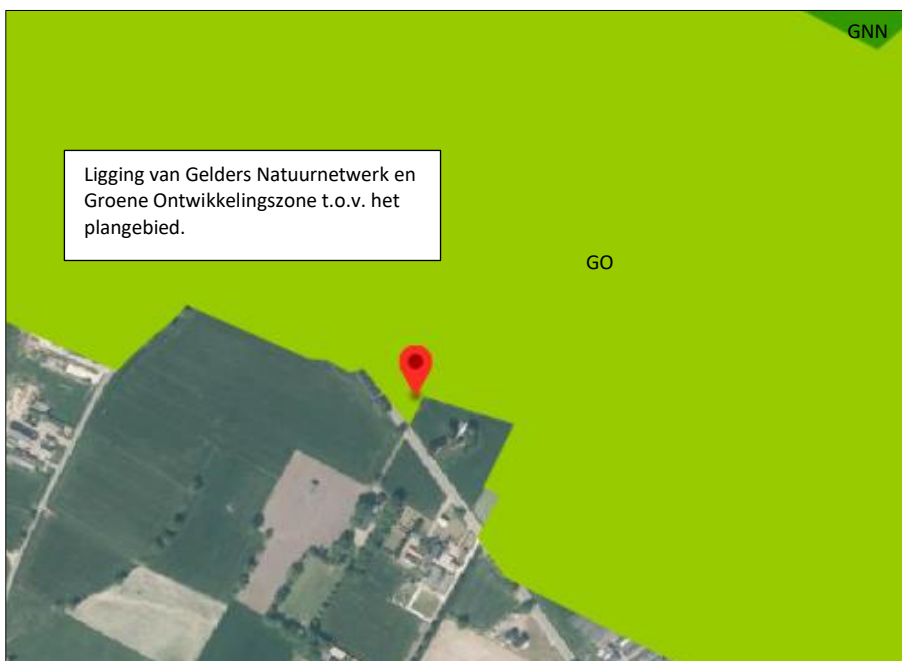 GNN
Ligging van Gelders Natuurnetwerk en
Groene Ontwikkelingszone t.o.v. het
plangebied.
GO